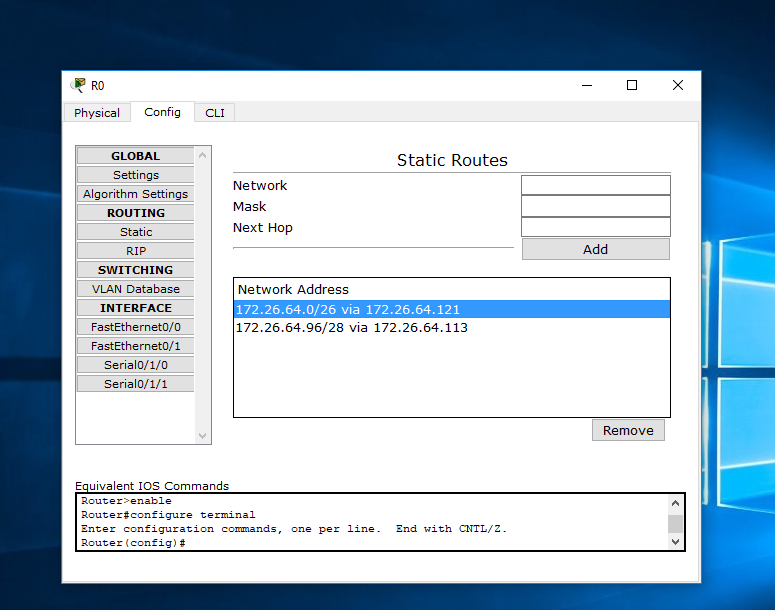 R0
Physical Config CLI
GLOBAL
Settings
Algorithm Settings
ROUTING
Static
RIP
SWITCHING
VLAN Database
INTERFACE
FastEthernet0/0
FastEthernet0/1
Serial0/1/0
Serial0/1/1
Static Routes
Network
Mask
Next Hop
Add
Network Address
172.26.64.0/26 via 172.26.64.121
172.26.64.96/28 via 172.26.64.113
Remove
Equivalent IOS Commands
Router>enable
Router#configure terminal
Enter configuration commands, one per line.  End with CNTL/Z.
Router(config)#